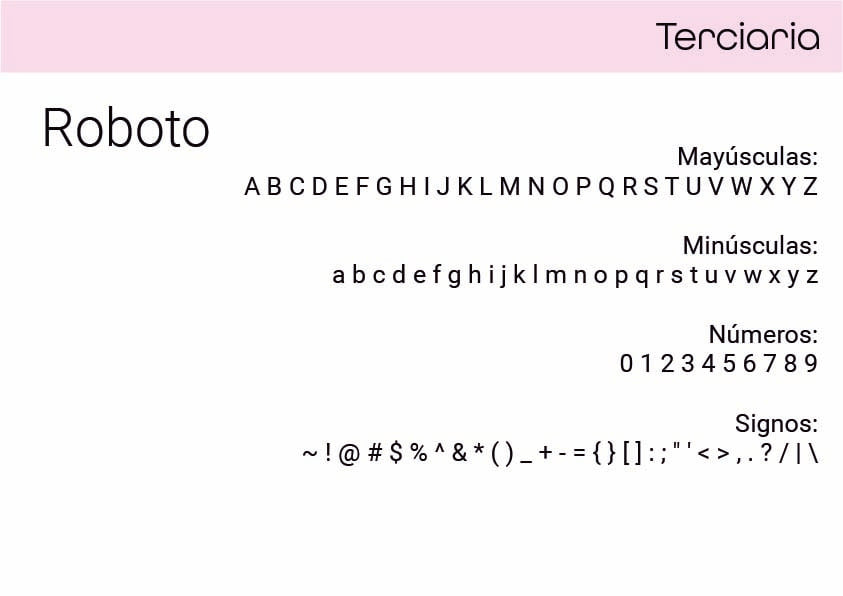 Terciaria
Roboto
Mayúsculas:
A B C D E F G H I J K L M N O P Q R S T U V W X Y Z
Minúsculas:
a b c d e f g h i j k l m n o p q r s t u v w x y z
Números:
0 1 2 3 4 5 6 7 8 9
Signos:
~ ! @ # $ % ^ & * ( ) _ + - = { } [ ] : ; " ' < > , . ? / | \